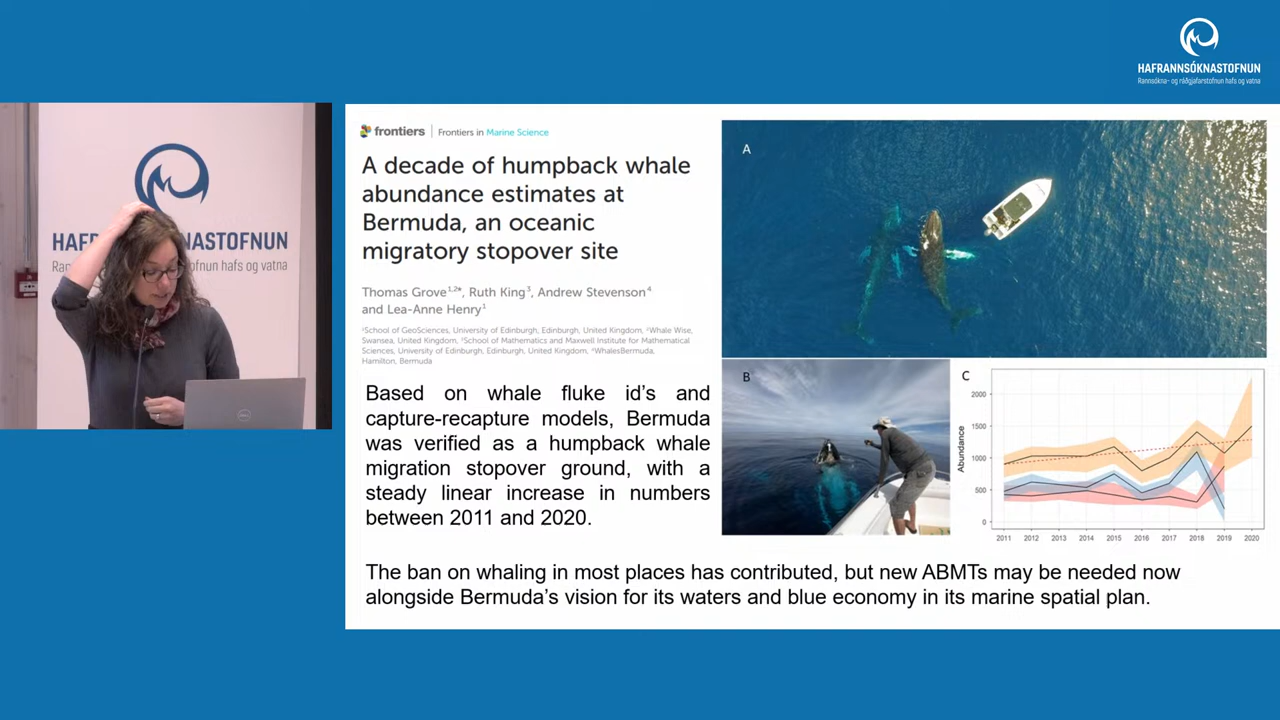 HAFRANNSÓKNASTOFNUN
Rannsókna- og ráðgjafarstofnun hafs og vatna
HAFRANNSÓKNASTOFNUN
frontiers | Frontiers in Marine Science
A decade of humpback whale
abundance estimates at
Bermuda, an oceanic
migratory stopover site
Thomas Grove1,2*, Ruth King3, Andrew Stevenson4
and Lea-Anne Henry1
1School of GeoSciences, University of Edinburgh, Edinburgh, United Kingdom, 2Whale Wise,
Swansea, United Kingdom, 3School of Mathematics and Maxwell Institute for Mathematical
Sciences, University of Edinburgh, Edinburgh, United Kingdom, 4WhalesBermuda,
Hamilton, Bermuda
Based on whale fluke id's and
capture-recapture models, Bermuda
was verified as a humpback whale
migration stopover ground, with a
steady linear increase in numbers
between 2011 and 2020.
A
B
C
Abundance
2000
1500
1000
500
0
2011 2012 2013 2014 2015 2016 2017 2018 2019 2020
The ban on whaling in most places has contributed, but new ABMTs may be needed now
alongside Bermuda's vision for its waters and blue economy in its marine spatial plan.